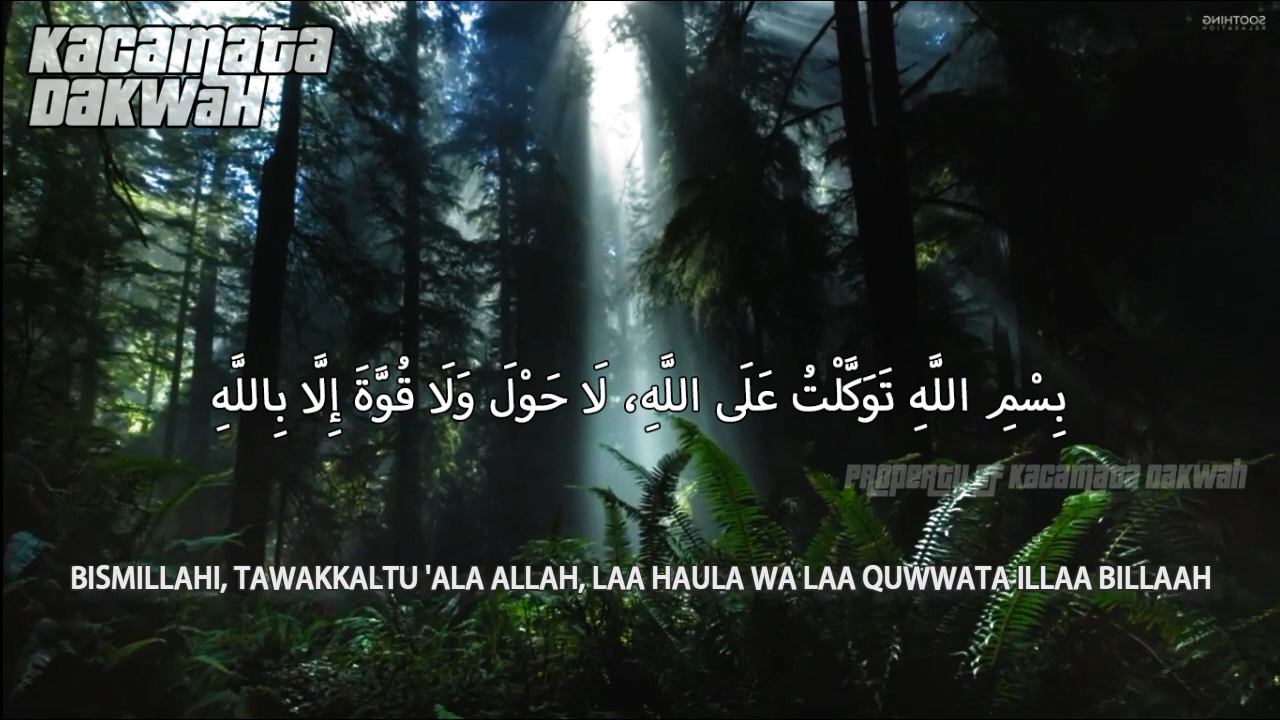 Kacamata
Dakwah
SOOTHING
RELAXATION
بِسْمِ اللَّهِ تَوَكَّلْتُ عَلَى اللَّهِ، لَا حَوْلَ وَلَا قُوَّةَ إِلَّا بِاللَّهِ
Property of Kacamata Dakwah
BISMILLAHI, TAWAKKALTU 'ALA ALLAH, LAA HAULA WA LAA QUWWATA ILLAA BILLAAH